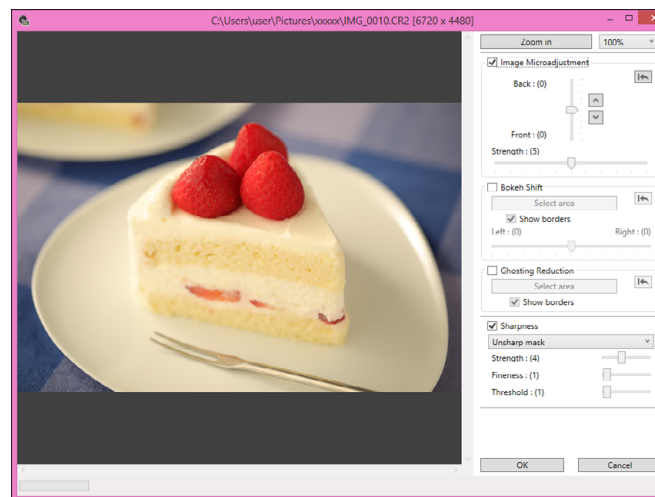 C:\Users\user\Pictures\xxxxx\IMG_0010.CR2 [6720 x 4480]
Zoom in
100%
Image Microadjustment
Back : (0)
Front : (0)
Strength : (5)
Bokeh Shift
Select area
Show borders
Left : (0) Right : (0)
Ghosting Reduction
Select area
Show borders
Sharpness
Unsharp mask
Strength : (4)
Fineness : (1)
Threshold : (1)
OK Cancel